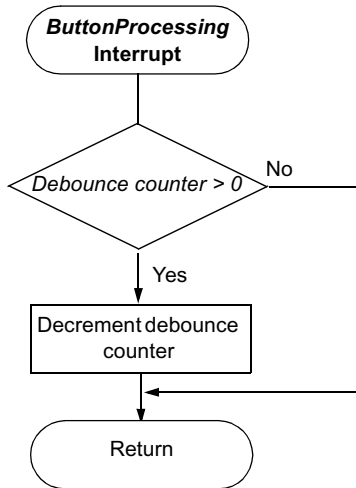 ButtonProcessing
Interrupt
Debounce counter > 0
No
Yes
Decrement debounce
counter
Return